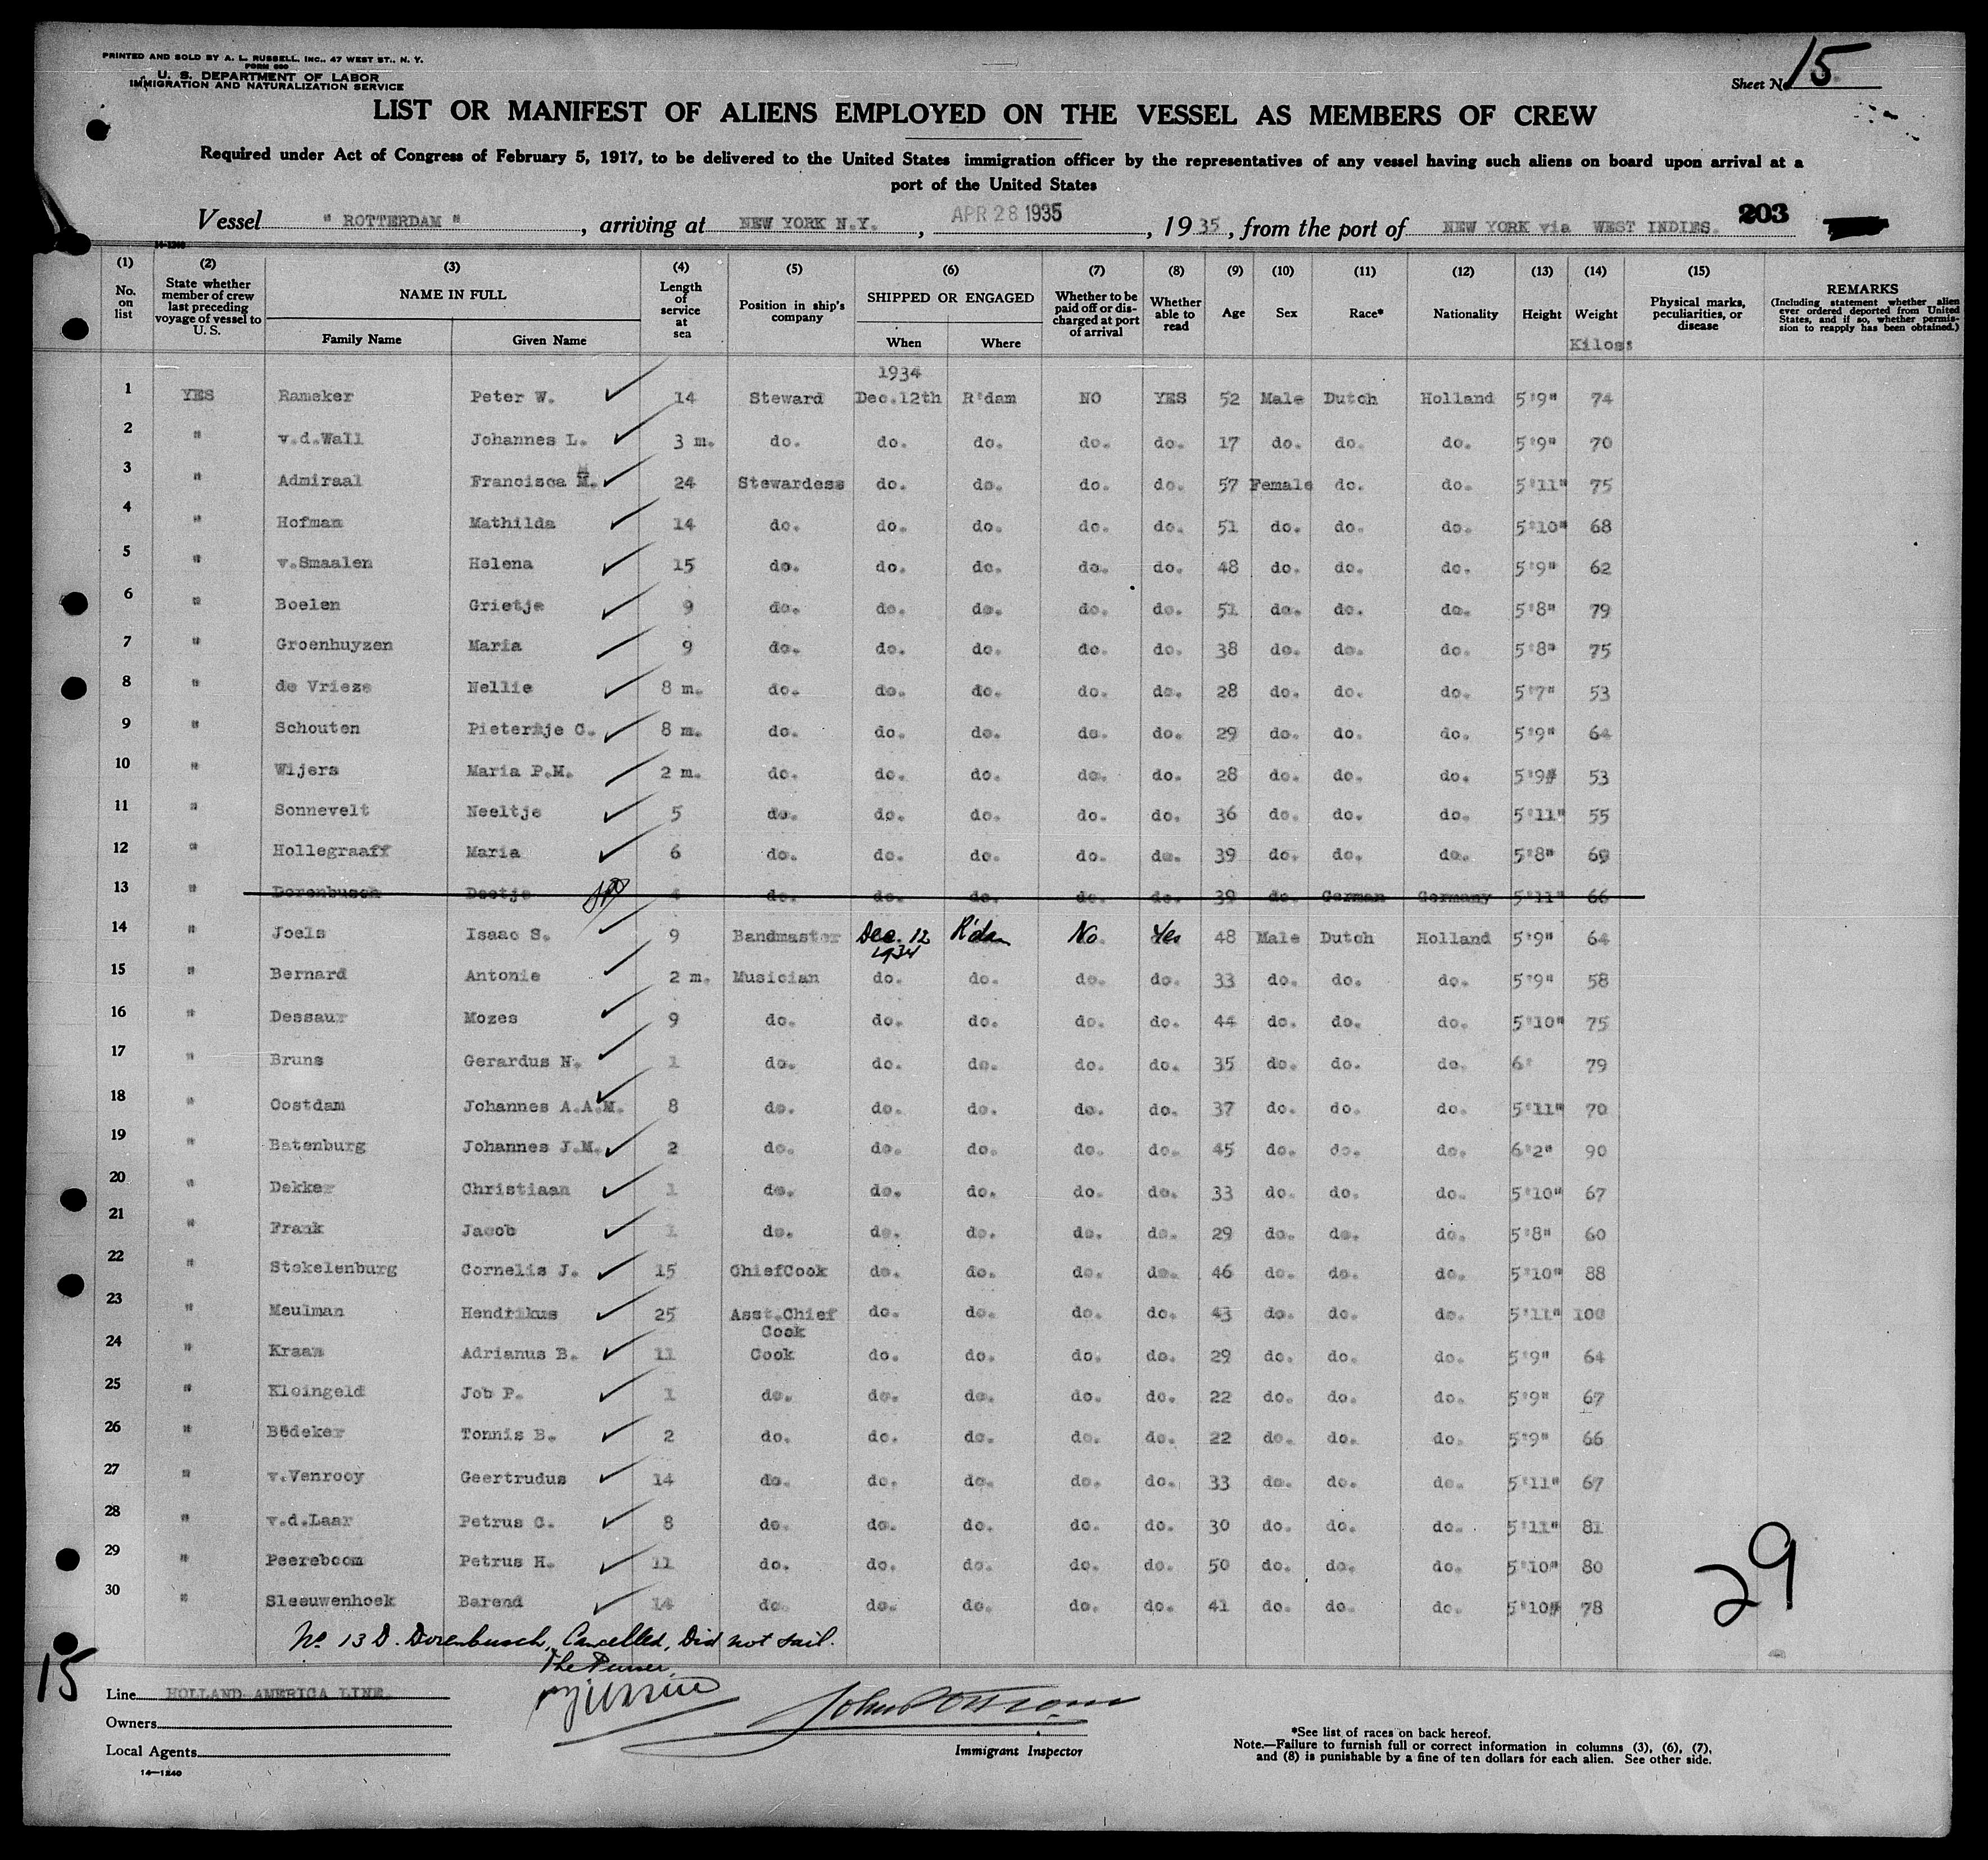 PRINTED AND SOLD BY A. L. RUSSELL, INC., 47 WEST ST., N. Y.
FORM 680
U. S. DEPARTMENT OF LABOR
IMMIGRATION AND NATURALIZATION SERVICE
Sheet No. 15
LIST OR MANIFEST OF ALIENS EMPLOYED ON THE VESSEL AS MEMBERS OF CREW
Required under Act of Congress of February 5, 1917, to be delivered to the United States immigration officer by the representatives of any vessel having such aliens on board upon arrival at a
port of the United States
Vessel " ROTTERDAM ", arriving at NEW YORK N.Y., APR 28 1935, 1935, from the port of NEW YORK via WEST INDIES. 203
14-1240
(1) (2) (3) (4) (5) (6) (7) (8) (9) (10) (11) (12) (13) (14) (15)
No. on list | State whether member of crew last preceding voyage of vessel to U. S. | NAME IN FULL | Family Name | Given Name | Length of service at sea | Position in ship's company | SHIPPED OR ENGAGED | When | Where | Whether to be paid off or discharged at port of arrival | Whether able to read | Age | Sex | Race* | Nationality | Height | Weight | Physical marks, peculiarities, or disease | REMARKS (Including statement whether alien ever ordered deported from United States, and if so, whether permission to reapply has been obtained.)
Kilos:
1934
1 YES Rameker Peter W. 14 Steward Dec.12th R'dam NO YES 52 Male Dutch Holland 5'9" 74
2 " v.d.Wall Johannes L. 3 m. do. do. do. do. do. 17 do. do. do. 5'9" 70
3 " Admiraal Francisca M. 24 Stewardess do. do. do. do. 57 Female do. do. 5'11" 75
4 " Hofman Mathilda 14 do. do. do. do. do. 51 do. do. do. 5'10" 68
5 " v.Smaalen Helena 15 do. do. do. do. do. 48 do. do. do. 5'9" 62
6 " Boelen Grietje 9 do. do. do. do. do. 51 do. do. do. 5'8" 79
7 " Groenhuyzen Maria 9 do. do. do. do. do. 38 do. do. do. 5'8" 75
8 " de Vrieze Nellie 8 m. do. do. do. do. do. 28 do. do. do. 5'7" 53
9 " Schouten Pietertje C. 8 m. do. do. do. do. do. 29 do. do. do. 5'9" 64
10 " Wijers Maria P.M. 2 m. do. do. do. do. do. 28 do. do. do. 5'9" 53
11 " Sonnevelt Neeltje 5 do. do. do. do. do. 36 do. do. do. 5'11" 55
12 " Hollegraaff Maria 6 do. do. do. do. do. 39 do. do. do. 5'8" 69
13 " Dorenbusch Deetje 4 do. do. do. do. do. 39 do. German Germany 5'11" 66
14 " Joels Isaac S. 9 Bandmaster Dec. 12 1934 R'dam No. Yes 48 Male Dutch Holland 5'9" 64
15 " Bernard Antonie 2 m. Musician do. do. do. do. 33 do. do. do. 5'9" 58
16 " Dessaur Mozes 9 do. do. do. do. do. 44 do. do. do. 5'10" 75
17 " Bruns Gerardus N. 1 do. do. do. do. do. 35 do. do. do. 6' 79
18 " Oostdam Johannes A.A.M. 8 do. do. do. do. do. 37 do. do. do. 5'11" 70
19 " Batenburg Johannes J.M. 2 do. do. do. do. do. 45 do. do. do. 6'2" 90
20 " Dekker Christiaan 1 do. do. do. do. do. 33 do. do. do. 5'10" 67
21 " Frank Jacob 1 do. do. do. do. do. 29 do. do. do. 5'8" 60
22 " Stekelenburg Cornelis J. 15 ChiefCook do. do. do. do. 46 do. do. do. 5'10" 88
23 " Meulman Hendrikus 25 Asst.Chief Cook do. do. do. do. 43 do. do. do. 5'11" 100
24 " Kraan Adrianus B. 11 Cook do. do. do. do. 29 do. do. do. 5'9" 64
25 " Kloingeld Job P. 1 do. do. do. do. do. 22 do. do. do. 5'9" 67
26 " Bödeker Tonnis B. 2 do. do. do. do. do. 22 do. do. do. 5'9" 66
27 " v.Venrooy Geertrudus 14 do. do. do. do. do. 33 do. do. do. 5'11" 67
28 " v.d.Laar Petrus C. 8 do. do. do. do. do. 30 do. do. do. 5'11" 81
29 " Peereboom Petrus H. 11 do. do. do. do. do. 50 do. do. do. 5'10" 80
30 " Sleeuwenhoek Barend 14 do. do. do. do. do. 41 do. do. do. 5'10" 78
29
No 13 D. Dorenbusch, Cancelled, Did not sail.
The Purser,
15
Line HOLLAND AMERICA LINE
Owners
Local Agents
14—1240
Immigrant Inspector
*See list of races on back hereof.
Note.—Failure to furnish full or correct information in columns (3), (6), (7),
and (8) is punishable by a fine of ten dollars for each alien. See other side.